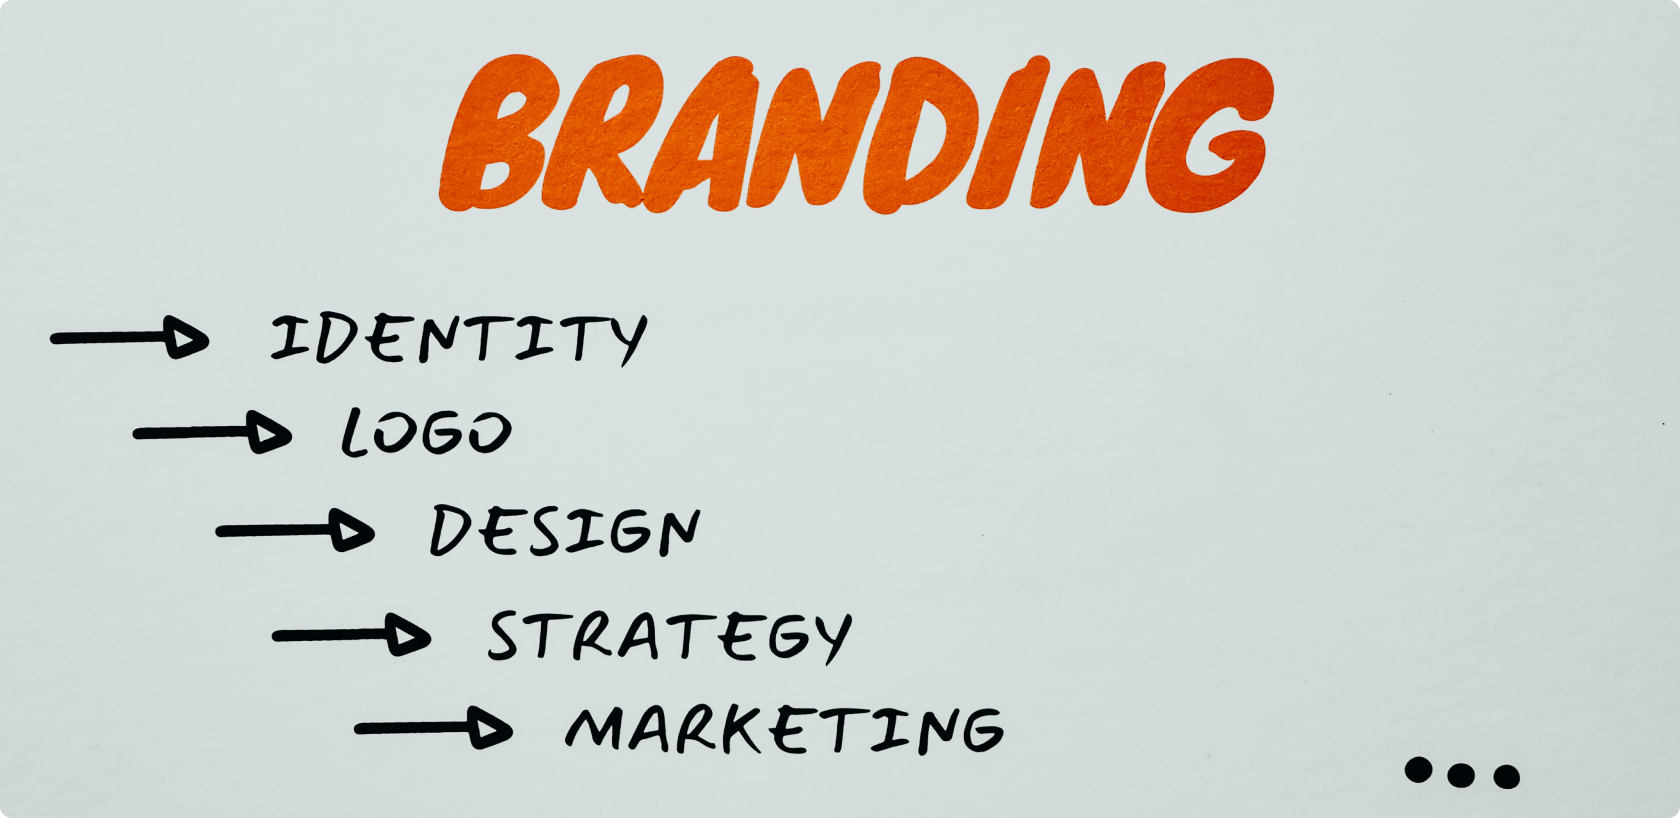 BRANDING
IDENTITY
LOGO
DESIGN
STRATEGY
MARKETING
...